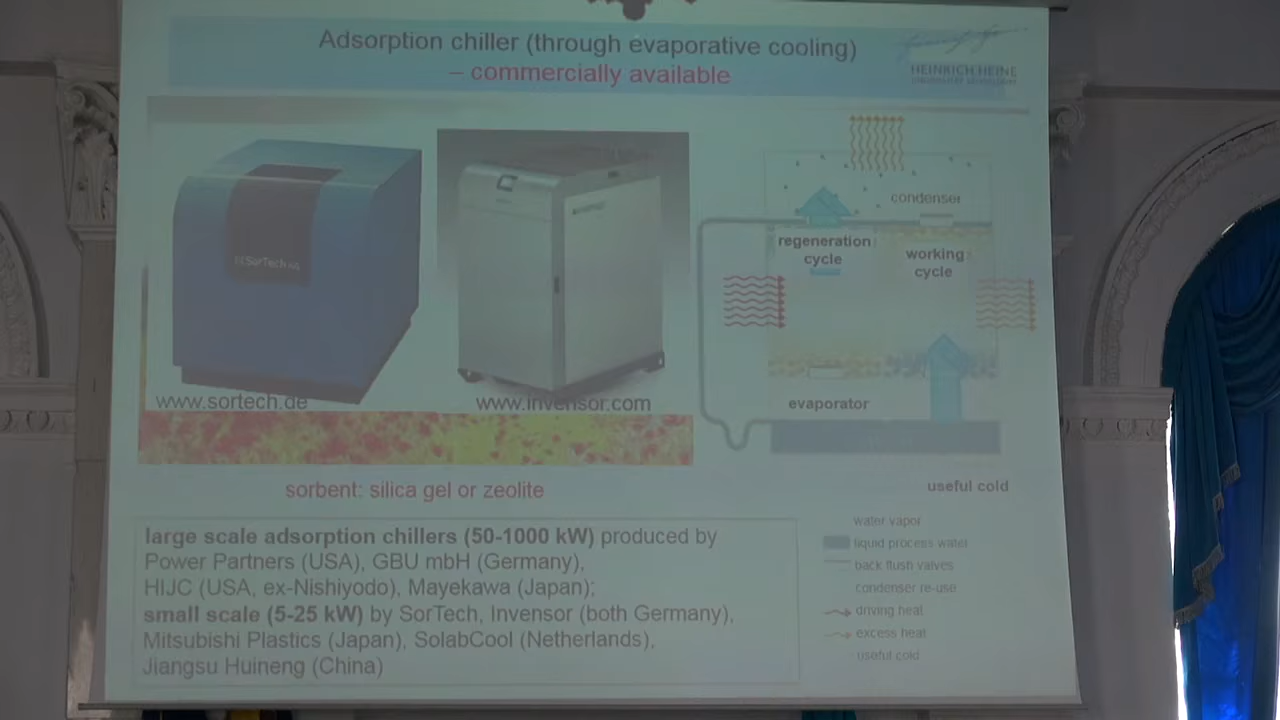 Adsorption chiller (through evaporative cooling)
– commercially available
HEINRICH HEINE
SorTech AG
condenser
regeneration
cycle
working
cycle
www.sortech.de
www.invensor.com
evaporator
sorbent: silica gel or zeolite
useful cold
large scale adsorption chillers (50-1000 kW) produced by
Power Partners (USA), GBU mbH (Germany),
HIJC (USA, ex-Nishiyodo), Mayekawa (Japan);
small scale (5-25 kW) by SorTech, Invensor (both Germany),
Mitsubishi Plastics (Japan), SolabCool (Netherlands),
Jiangsu Huineng (China)
water vapor
liquid process water
back flush valves
condenser re-use
driving heat
excess heat
useful cold